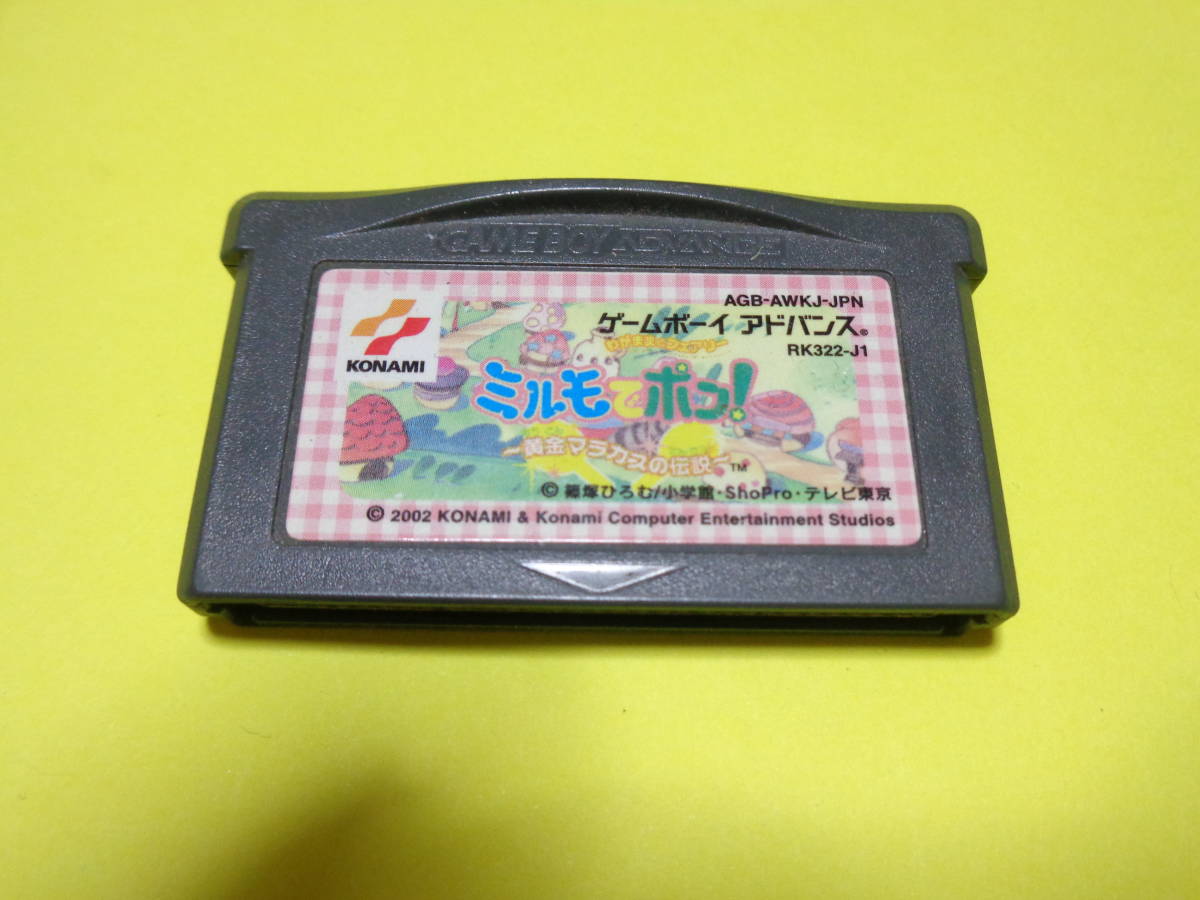 GAME BOY ADVANCE
AGB-AWKJ-JPN
ゲームボーイ アドバンス®
RK322-J1
KONAMI
わがまま☆フェアリー
ミルモでポン!
~黄金マラカスの伝説~™
© 篠塚ひろむ/小学館・ShoPro・テレビ東京
© 2002 KONAMI & Konami Computer Entertainment Studios